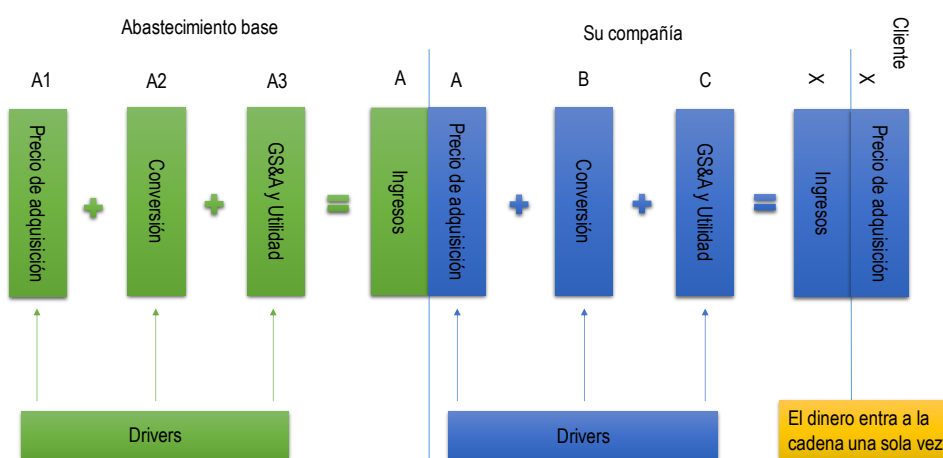 Abastecimiento base
Su compañía
Cliente
A1
A2
A3
A
A
B
C
X
X
Precio de adquisición
Conversión
GS&A y Utilidad
Ingresos
Precio de adquisición
Conversión
GS&A y Utilidad
Ingresos
Precio de adquisición
Drivers
Drivers
El dinero entra a la
cadena una sola vez